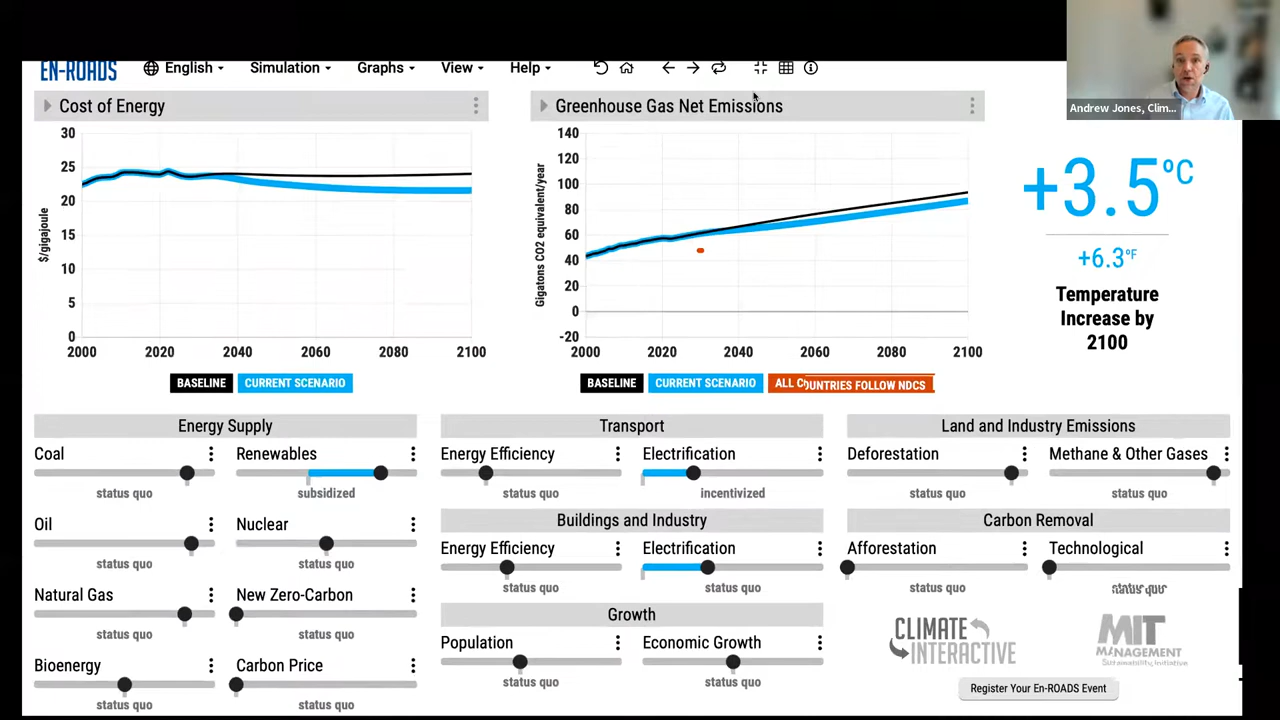 EN-ROADS English Simulation Graphs View Help
Andrew Jones, Clim...
Cost of Energy
30
25
20
15
10
5
0
$/gigajoule
2000 2020 2040 2060 2080 2100
BASELINE CURRENT SCENARIO
Greenhouse Gas Net Emissions
140
120
100
80
60
40
20
0
-20
Gigatons CO2 equivalent/year
2000 2020 2040 2060 2080 2100
BASELINE CURRENT SCENARIO ALL COUNTRIES FOLLOW NDCS
+3.5°C
+6.3°F
Temperature
Increase by
2100
Energy Supply
Coal Renewables
status quo subsidized
Oil Nuclear
status quo status quo
Natural Gas New Zero-Carbon
status quo status quo
Bioenergy Carbon Price
status quo status quo
Transport
Energy Efficiency Electrification
status quo incentivized
Buildings and Industry
Energy Efficiency Electrification
status quo status quo
Growth
Population Economic Growth
status quo status quo
Land and Industry Emissions
Deforestation Methane & Other Gases
status quo status quo
Carbon Removal
Afforestation Technological
status quo status quo
CLIMATE
INTERACTIVE
MIT
MANAGEMENT
Sustainability Initiative
Register Your En-ROADS Event